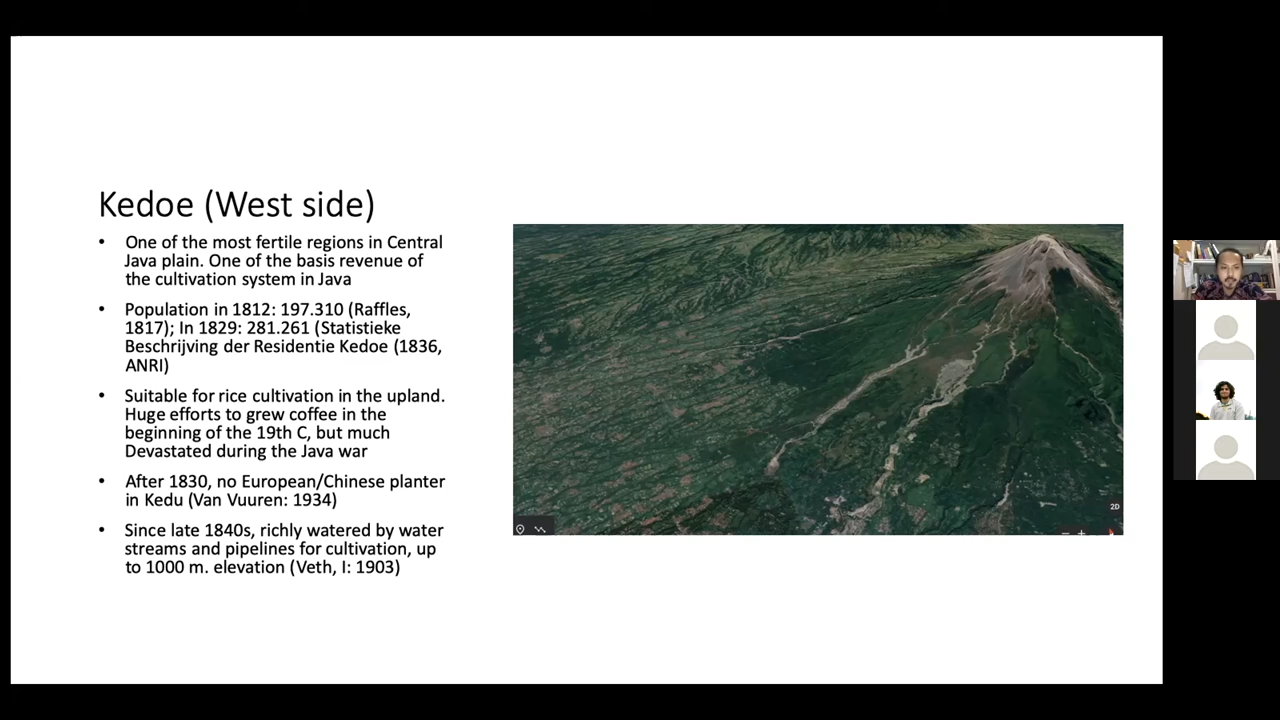 Kedoe (West side)
• One of the most fertile regions in Central
Java plain. One of the basis revenue of
the cultivation system in Java
• Population in 1812: 197.310 (Raffles,
1817); In 1829: 281.261 (Statistieke
Beschrijving der Residentie Kedoe (1836,
ANRI)
• Suitable for rice cultivation in the upland.
Huge efforts to grew coffee in the
beginning of the 19th C, but much
Devastated during the Java war
• After 1830, no European/Chinese planter
in Kedu (Van Vuuren: 1934)
• Since late 1840s, richly watered by water
streams and pipelines for cultivation, up
to 1000 m. elevation (Veth, I: 1903)
2D